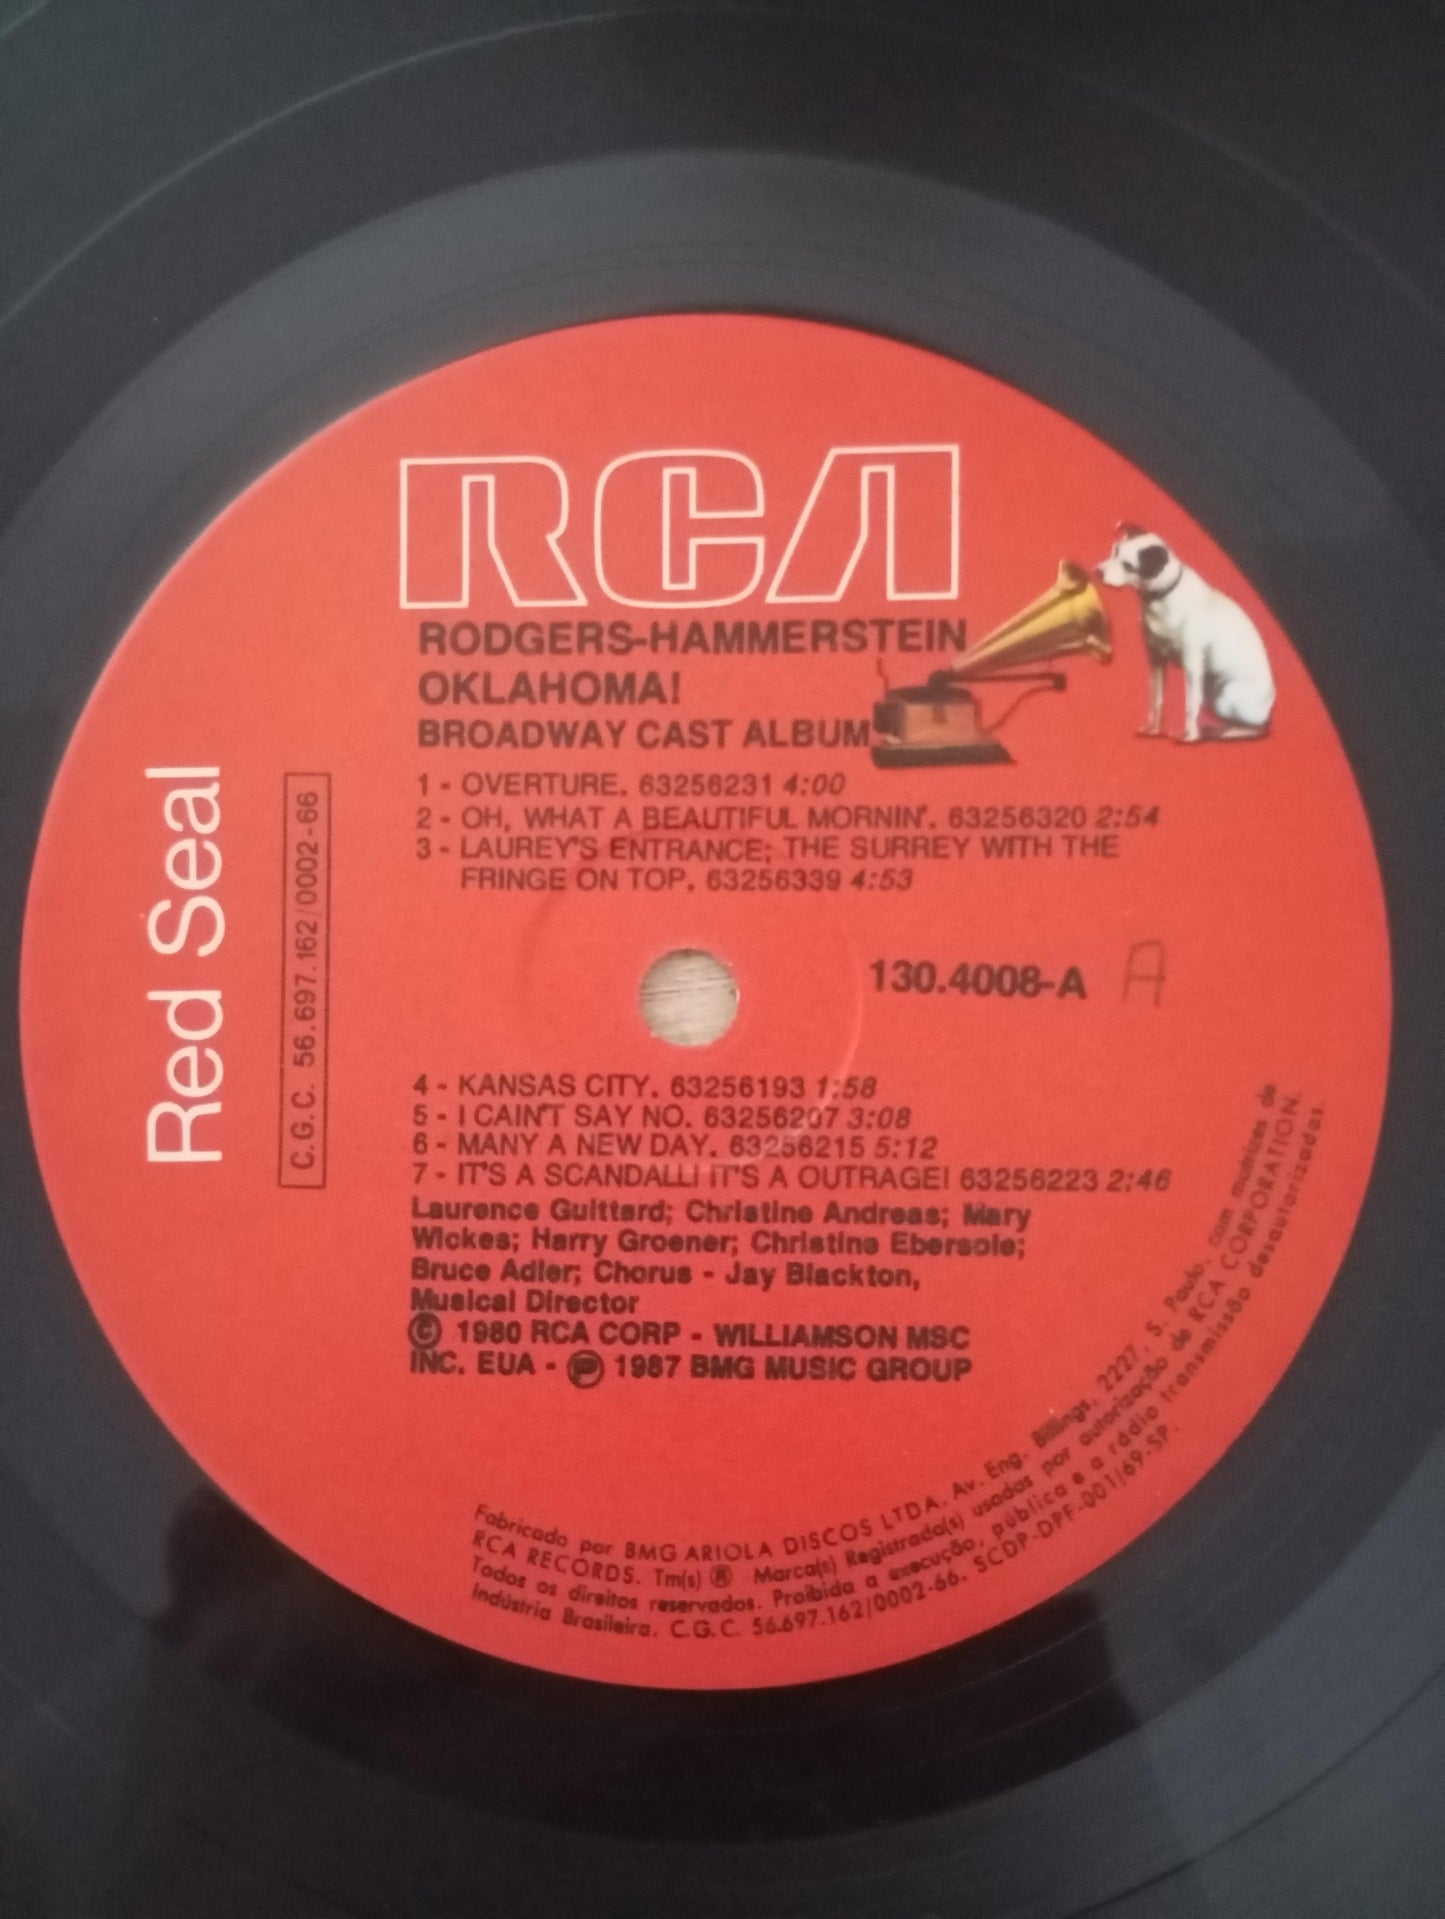 RCA
RODGERS-HAMMERSTEIN
OKLAHOMA!
BROADWAY CAST ALBUM
1 - OVERTURE. 63256231 4:00
2 - OH, WHAT A BEAUTIFUL MORNIN'. 63256320 2:54
3 - LAUREY'S ENTRANCE; THE SURREY WITH THE
FRINGE ON TOP. 63256339 4:53
Red Seal
C.G.C. 56.697.162/0002-66
130.4008-A A
4 - KANSAS CITY. 63256193 1:58
5 - I CAIN'T SAY NO. 63256207 3:08
6 - MANY A NEW DAY. 63256215 5:12
7 - IT'S A SCANDAL! IT'S A OUTRAGE! 63256223 2:46
Laurence Guittard; Christine Andreas; Mary
Wickes; Harry Groener; Christine Ebersole;
Bruce Adler; Chorus - Jay Blackton,
Musical Director
© 1980 RCA CORP - WILLIAMSON MSC
INC. EUA - ℗ 1987 BMG MUSIC GROUP
Fabricado por BMG ARIOLA DISCOS LTDA. Av. Eng. Billings, 2227, S. Paulo, com matrizes de
RCA RECORDS. Tm(s) ® Marca(s) Registrada(s) usadas por autorização de RCA CORPORATION.
Todos os direitos reservados. Proibida a execução, pública e a rádio transmissão desautorizadas.
Indústria Brasileira. C.G.C. 56.697.162/0002-66. SCDP-DPF-001/69-SP.